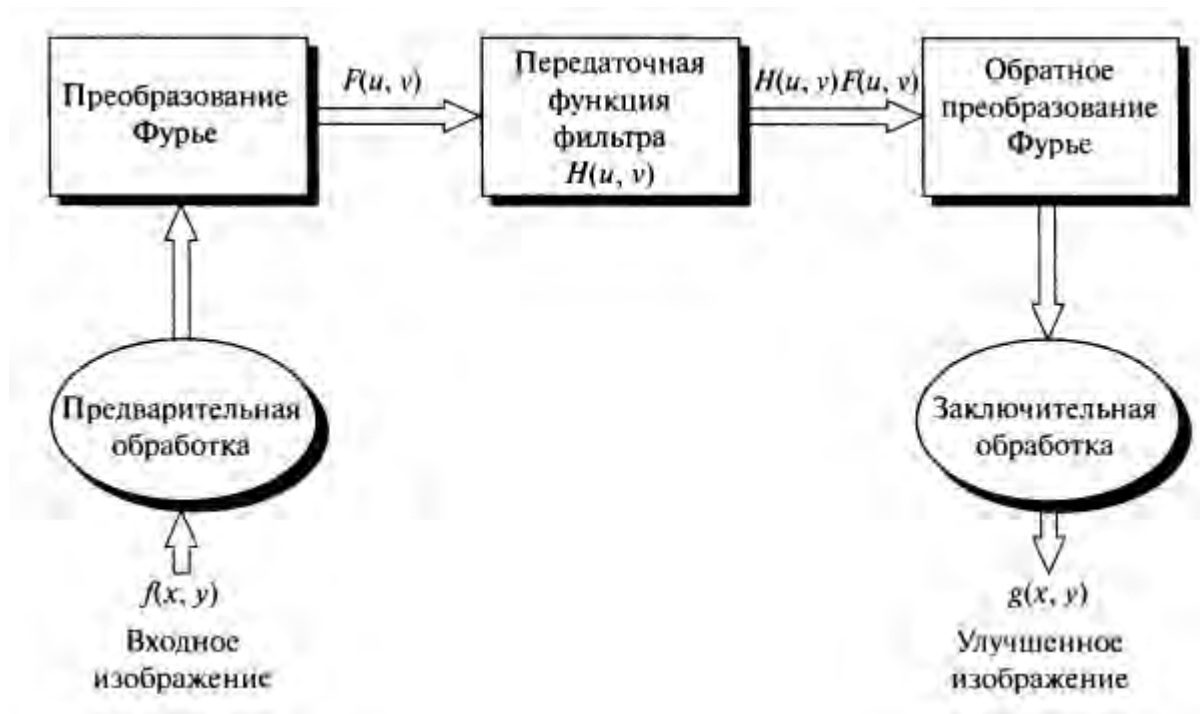 Преобразование
Фурье
F(u, v)
Передаточная
функция
фильтра
H(u, v)
H(u, y)F(u, v)
Обратное
преобразование
Фурье
Предварительная
обработка
Заключительная
обработка
f(x, y)
Входное
изображение
g(x, y)
Улучшенное
изображение